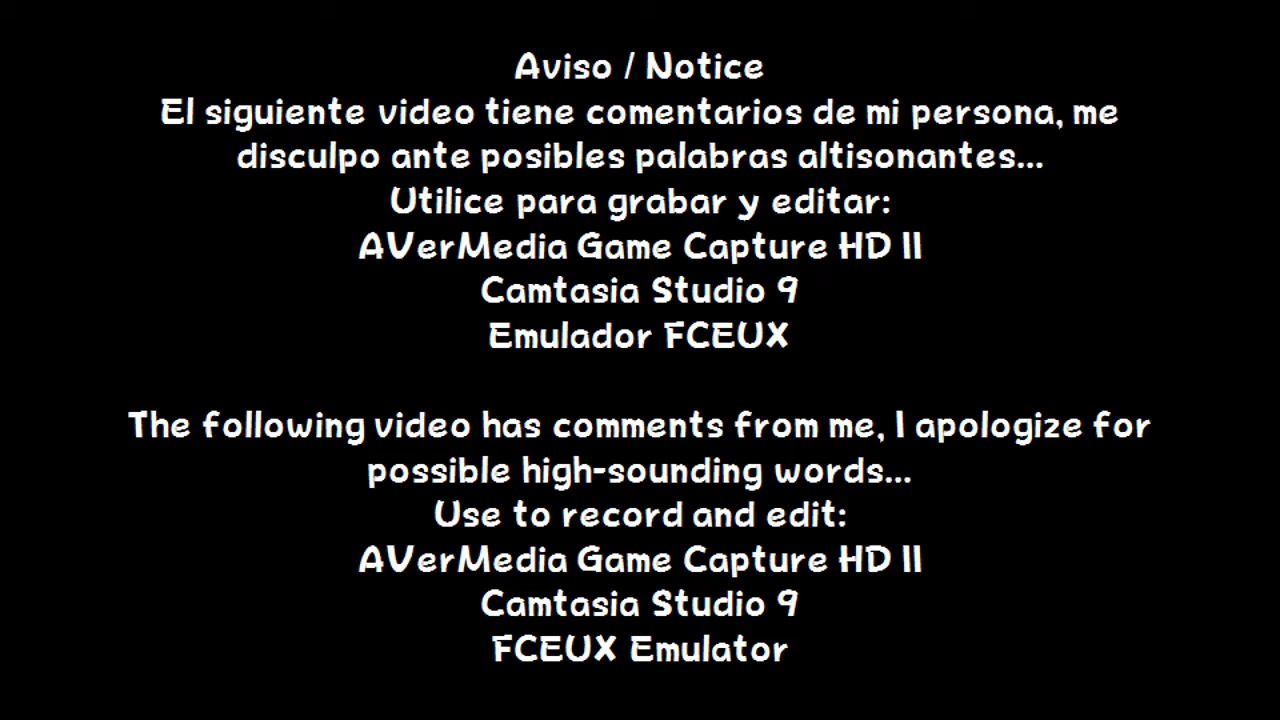 Aviso / Notice
El siguiente video tiene comentarios de mi persona, me
disculpo ante posibles palabras altisonantes...
Utilice para grabar y editar:
AVerMedia Game Capture HD II
Camtasia Studio 9
Emulador FCEUX
The following video has comments from me, I apologize for
possible high-sounding words...
Use to record and edit:
AVerMedia Game Capture HD II
Camtasia Studio 9
FCEUX Emulator